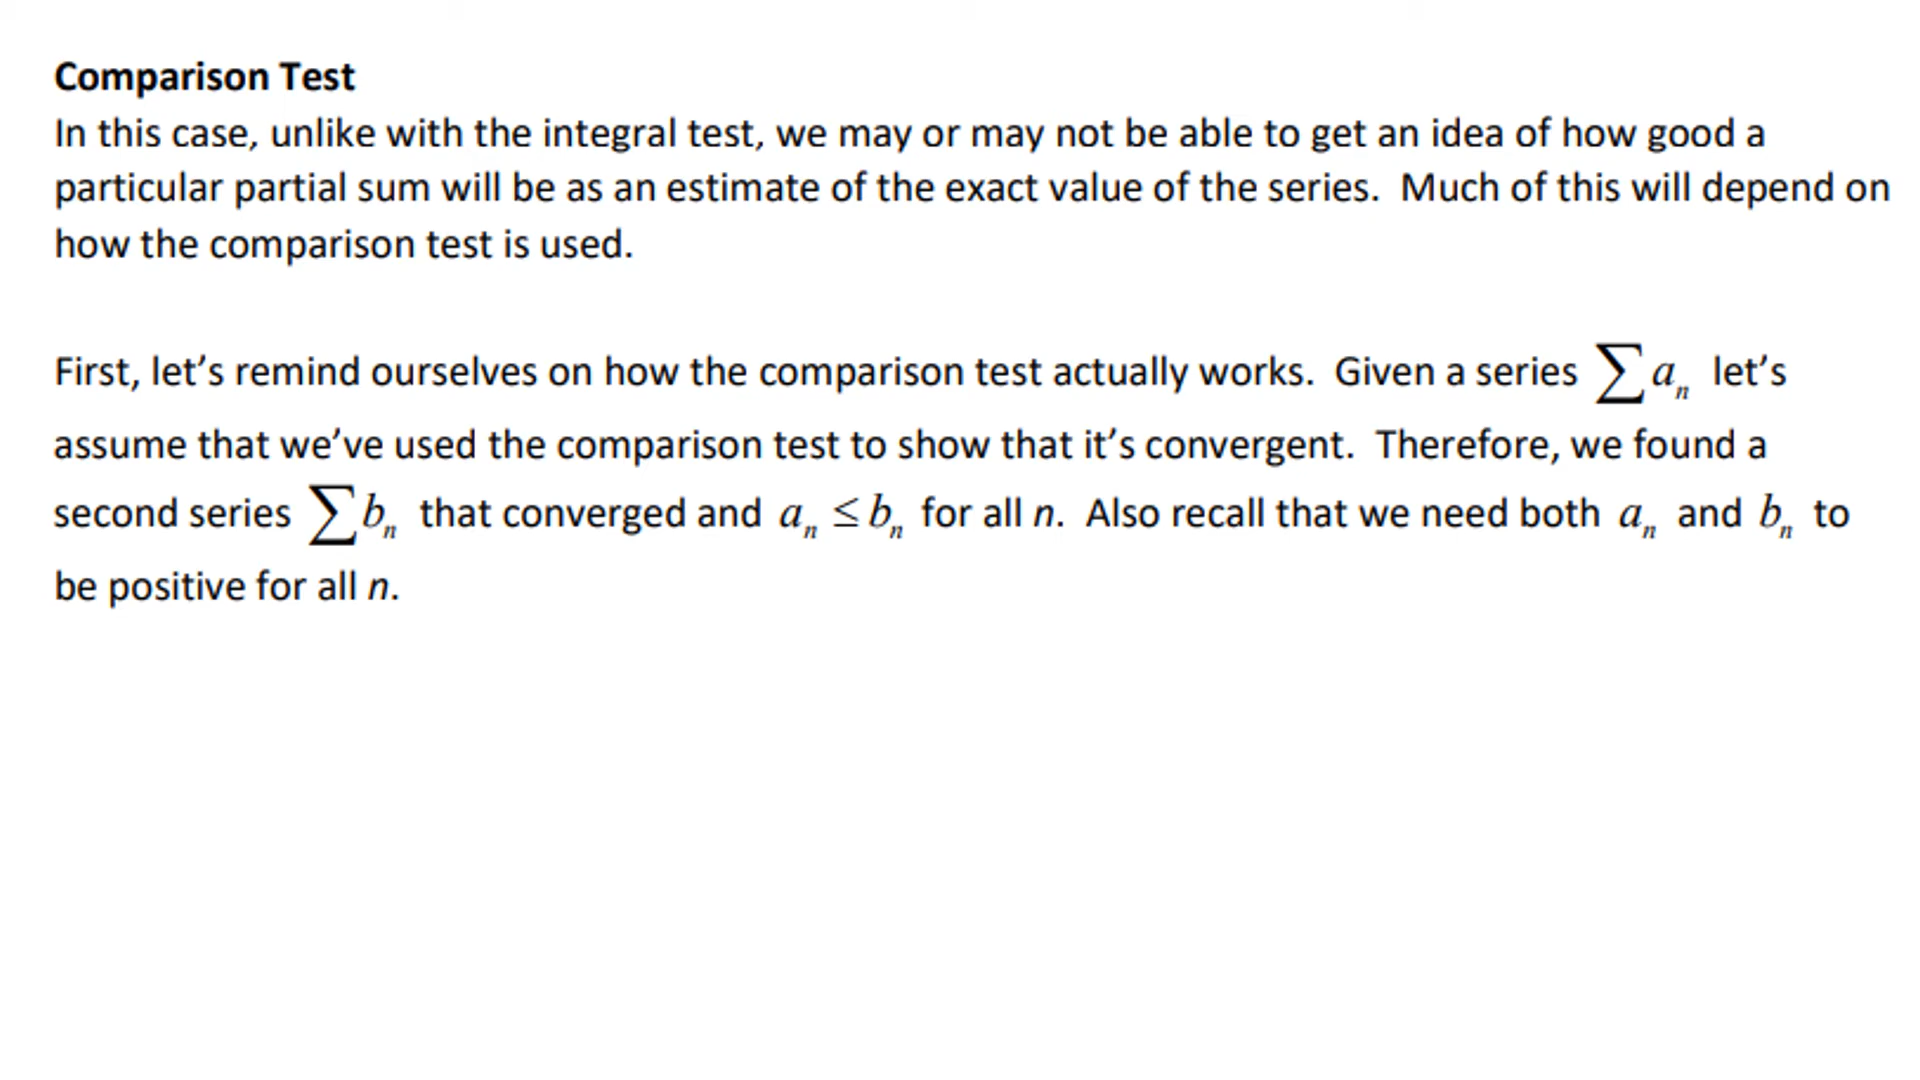 Comparison Test
In this case, unlike with the integral test, we may or may not be able to get an idea of how good a
particular partial sum will be as an estimate of the exact value of the series.  Much of this will depend on
how the comparison test is used.
First, let’s remind ourselves on how the comparison test actually works.  Given a series ∑aₙ let’s
assume that we’ve used the comparison test to show that it’s convergent.  Therefore, we found a
second series ∑bₙ that converged and aₙ ≤ bₙ for all n.  Also recall that we need both aₙ and bₙ to
be positive for all n.